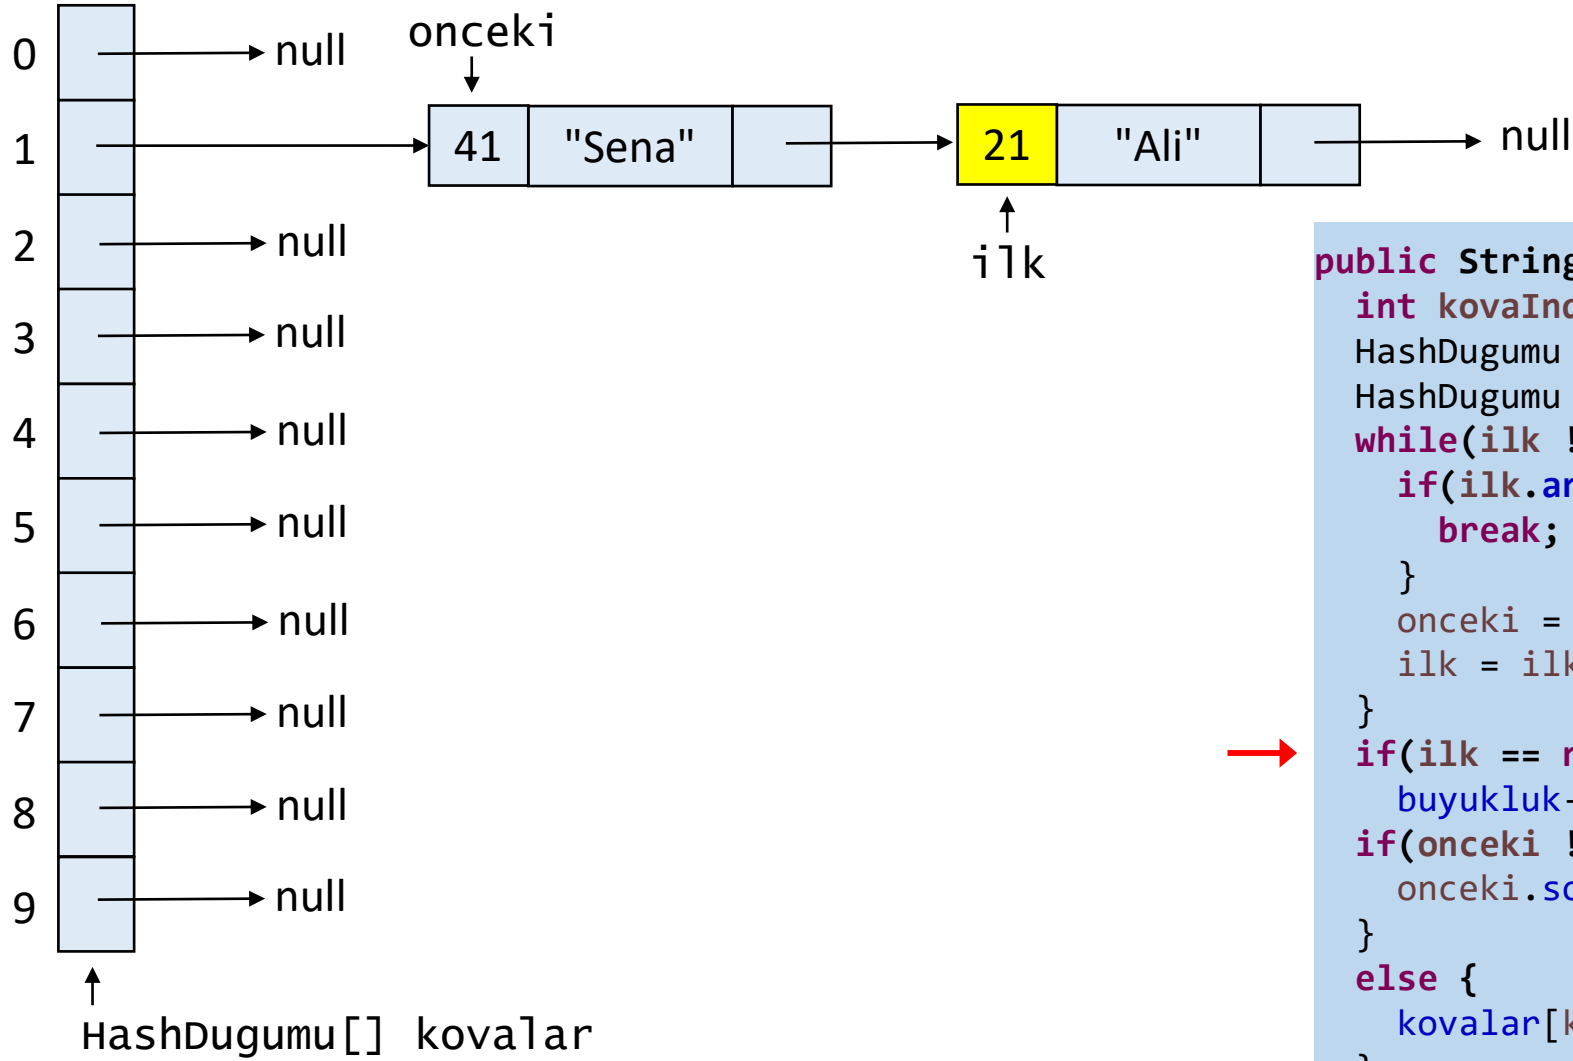 0 null
onceki
1 41 "Sena" 21 "Ali" null
ilk
2 null
3 null
4 null
5 null
6 null
7 null
8 null
9 null
HashDugumu[] kovalar
public String
int kovaInd
HashDugumu
HashDugumu
while(ilk !
if(ilk.an
break;
}
onceki =
ilk = ilk
}
if(ilk == n
buyukluk-
if(onceki !
onceki.so
}
else {
kovalar[k
}